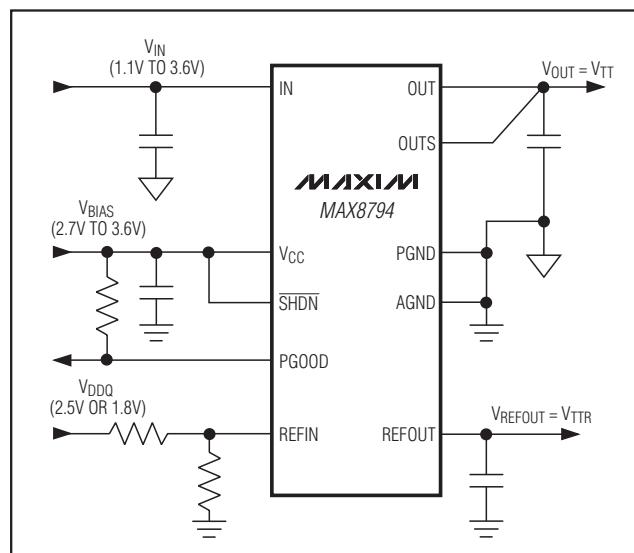 VIN
(1.1V TO 3.6V)
IN
OUT
VOUT = VTT
OUTS
MAXIM
MAX8794
VBIAS
(2.7V TO 3.6V)
VCC
PGND
SHDN
AGND
PGOOD
VDDQ
(2.5V OR 1.8V)
REFIN
REFOUT
VREFOUT = VTTR